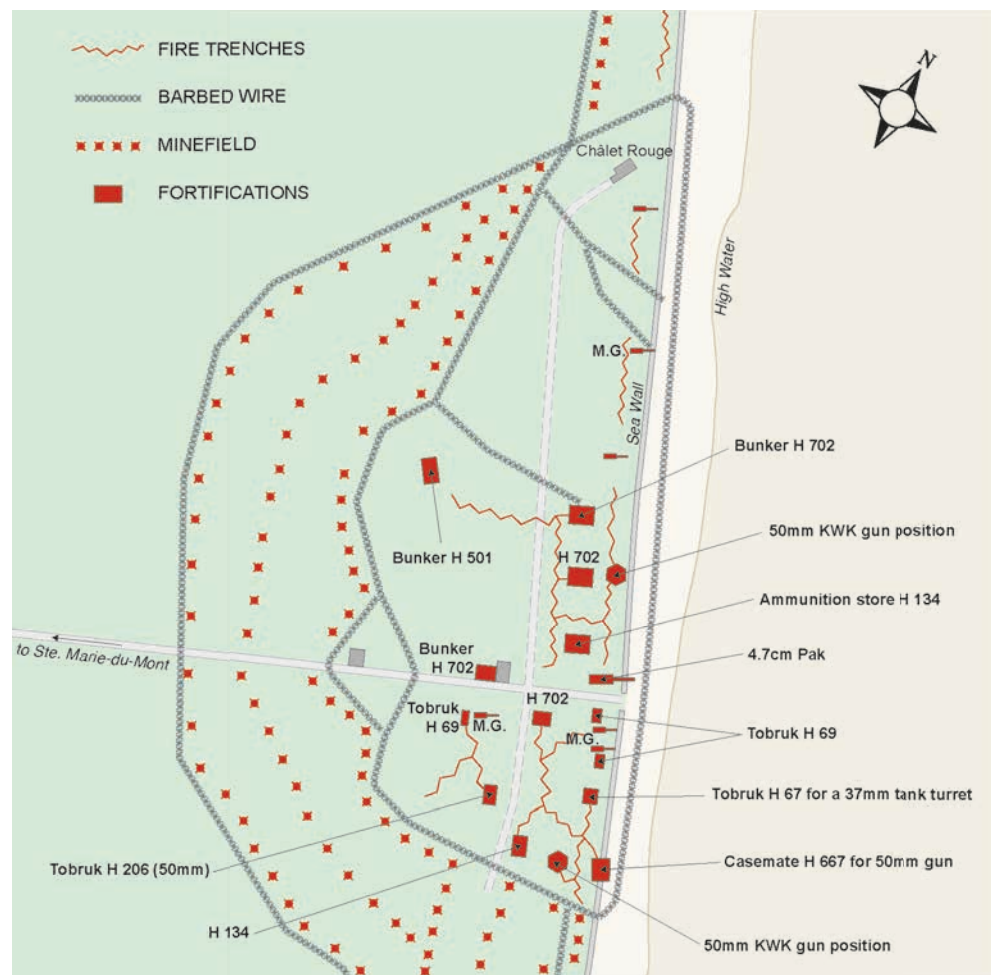 FIRE TRENCHES
BARBED WIRE
MINEFIELD
FORTIFICATIONS
N
Châlet Rouge
High Water
M.G.
Sea Wall
Bunker H 702
50mm KWK gun position
Bunker H 501
H 702
Ammunition store H 134
to Ste. Marie-du-Mont
Bunker
H 702
4.7cm Pak
H 702
Tobruk
H 69
M.G.
M.G.
Tobruk H 69
Tobruk H 67 for a 37mm tank turret
Tobruk H 206 (50mm)
Casemate H 667 for 50mm gun
H 134
50mm KWK gun position